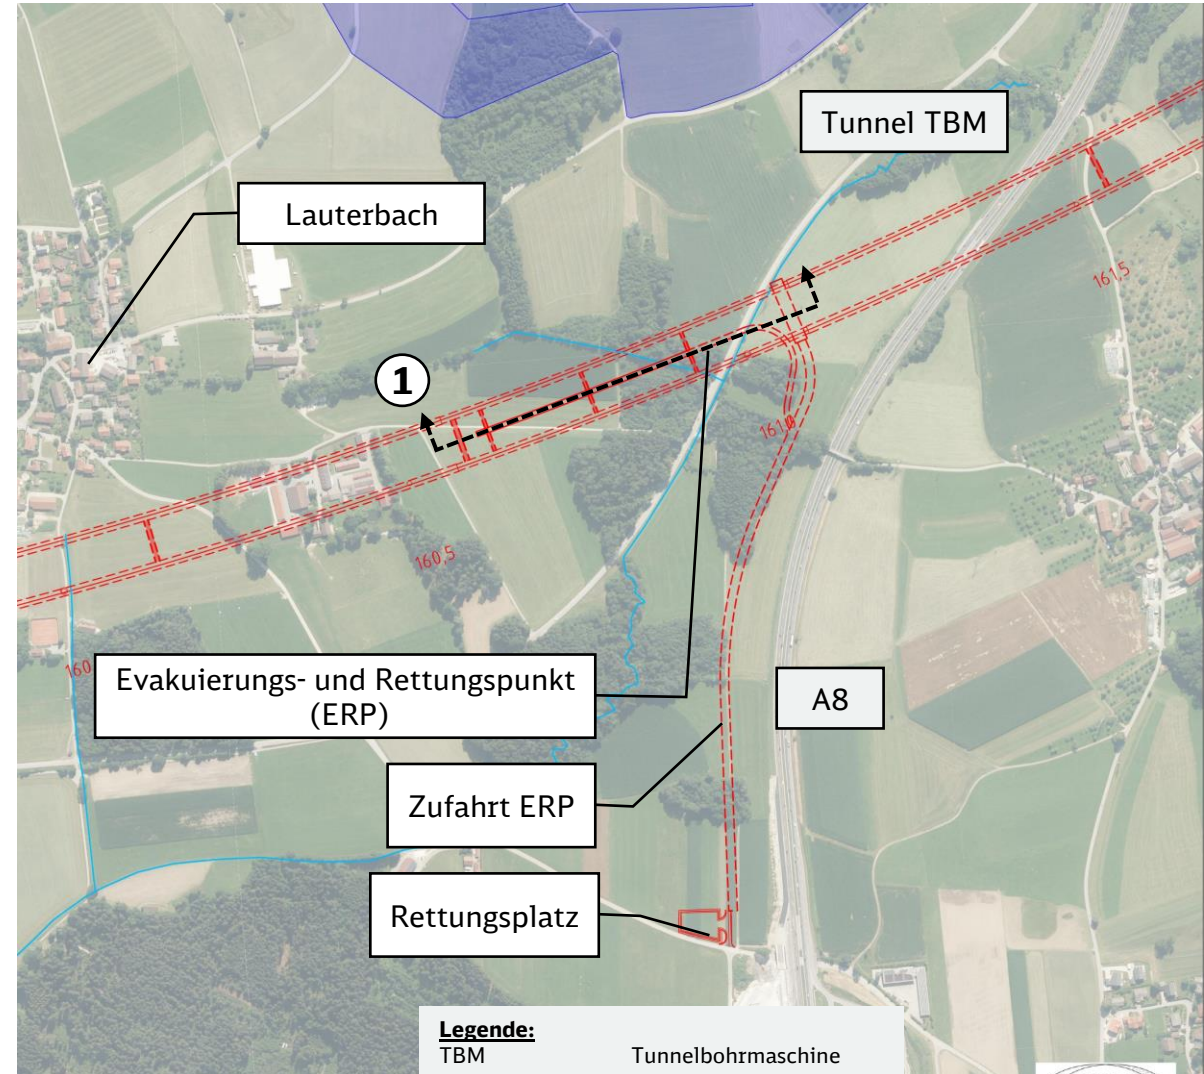 Tunnel TBM
Lauterbach
161,5
1
161,0
160,5
160
Evakuierungs- und Rettungspunkt
(ERP)
A8
Zufahrt ERP
Rettungsplatz
Legende:
TBM Tunnelbohrmaschine